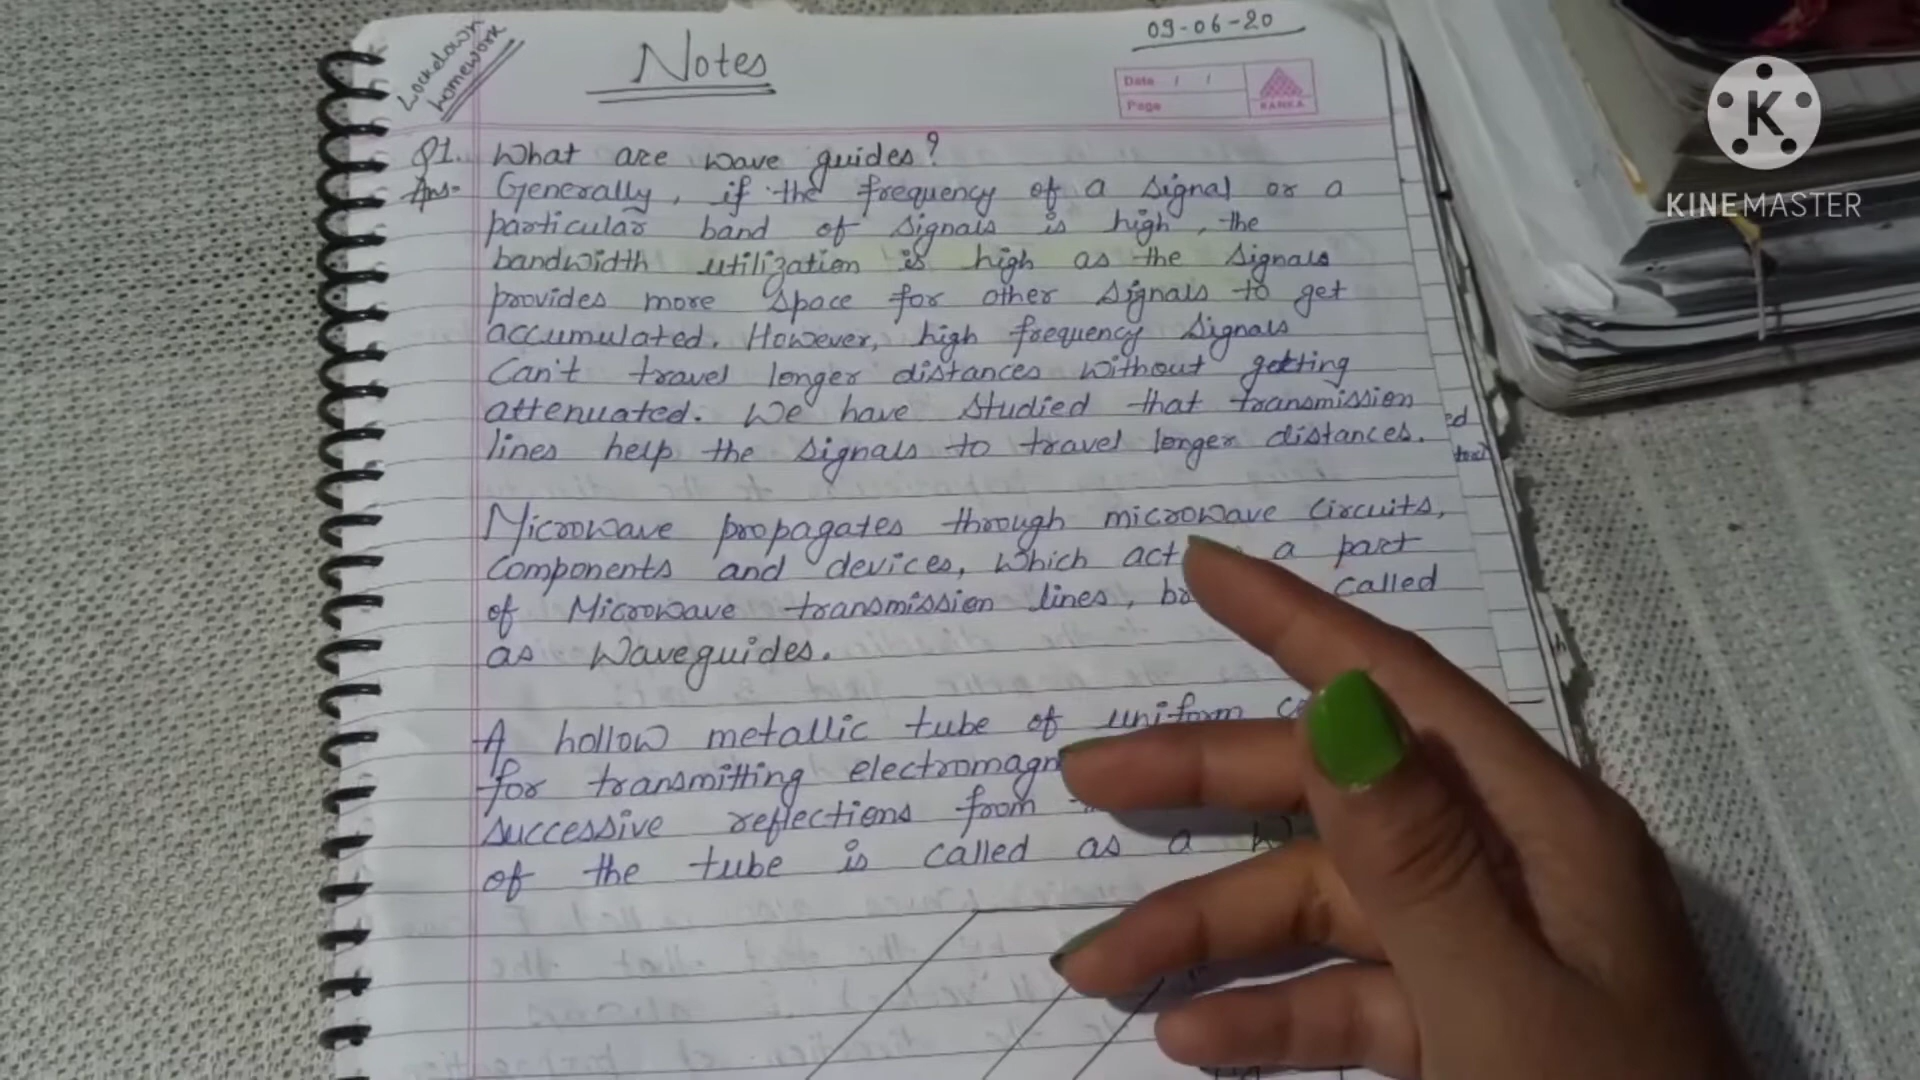 Lockdown
homework
Notes
09-06-20
Date / /
Page
KANKA
K
KINEMASTER
Q1. What are wave guides?
Ans- Generally, if the frequency of a signal or a
particular band of signals is high, the
bandwidth utilization is high as the signals
provides more space for other signals to get
accumulated. However, high frequency signals
Can't travel longer distances without getting
attenuated. We have studied that transmission
lines help the signals to travel longer distances.
Microwave propagates through microwave circuits,
components and devices, which act a part
of Microwave transmission lines, called
as Waveguides.
A hollow metallic tube of uniform
for transmitting electromagn
successive reflections from
of the tube is called as a